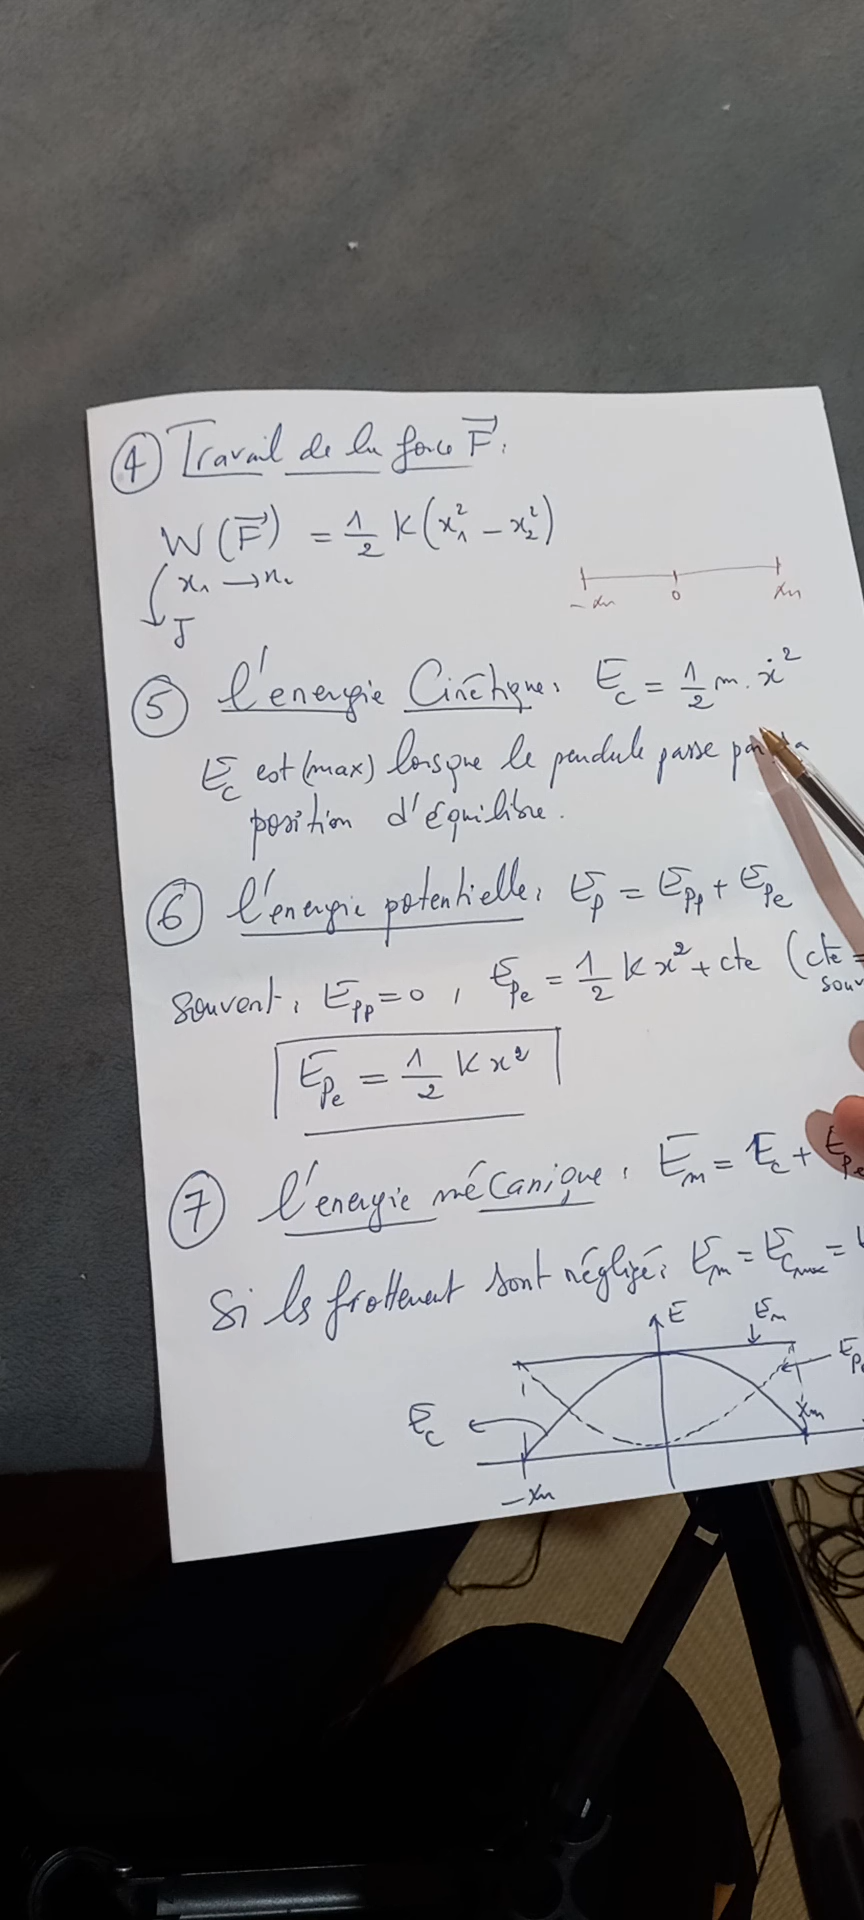 ④ Travail de la force F⃗ :
W(F⃗) = 1/2 K(x₁² - x₂²)
x₁ → x₂
J
-xm 0 xm
⑤ l'energie Cinétique : Ec = 1/2 m.ẋ²
Ec est (max) lorsque le pendule passe par la
position d'équilibre.
⑥ l'énergie potentielle : Ep = Epp + Epe
Souvent : Epp = 0 , Epe = 1/2 K x² + cte (cte =
Epe = 1/2 K x²
⑦ l'energie mécanique : Em = Ec + Epe
Si les frottement sont négligé : Em = Ecmax =
E Em
Ec xm
-xm